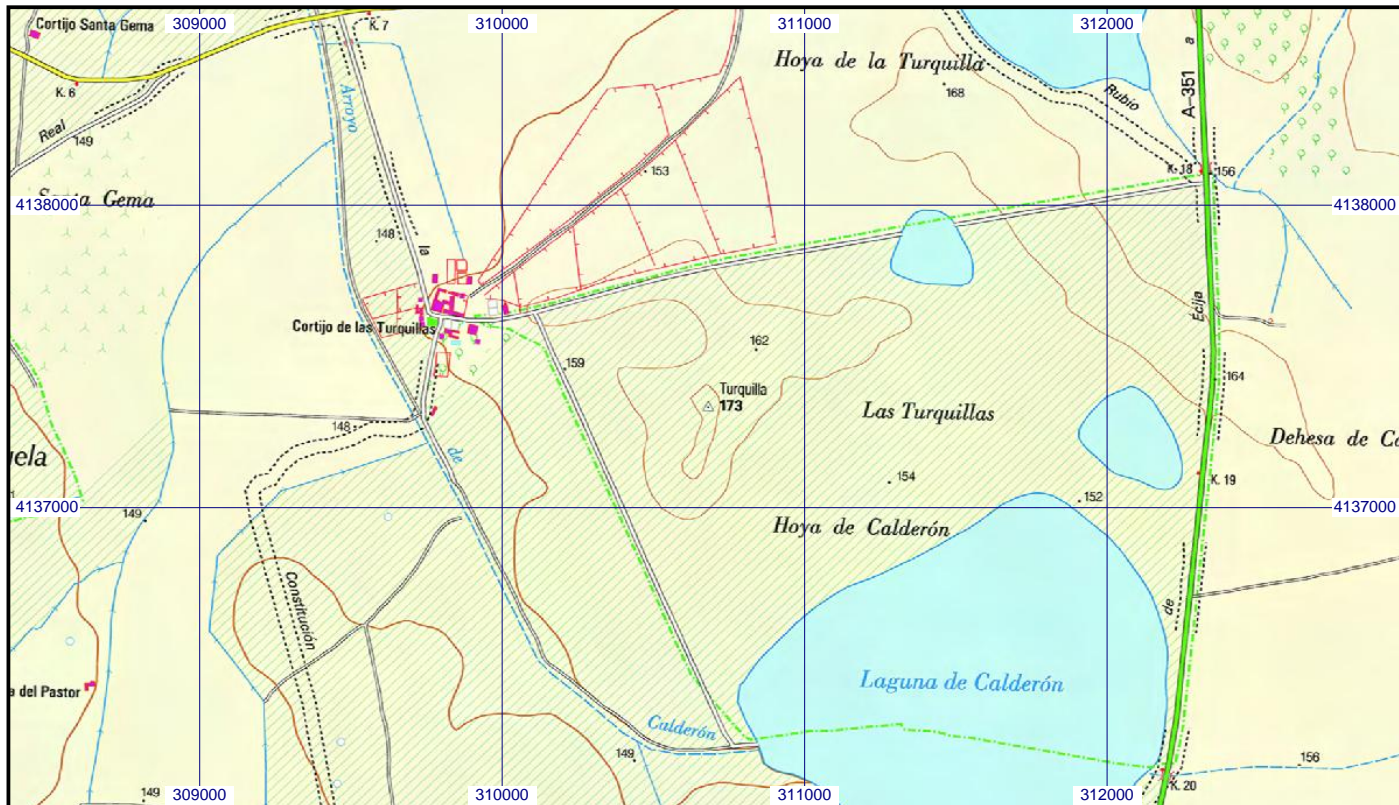 309000
310000
311000
312000
Cortijo Santa Gema
K. 7
Hoya de la Turquilla
K. 6
168
A-351
a
Arroyo
Rubio
Real
149
153
K. 18
156
Gema
4138000
4138000
148
la
Écija
Cortijo de las Turquillas
162
159
164
Turquilla
173
Las Turquillas
148
de
Dehesa de
154
K. 19
152
4137000
4137000
149
Hoya de Calderón
Constitución
de
Laguna de Calderón
del Pastor
Calderón
149
156
K. 20
149
309000
310000
311000
312000